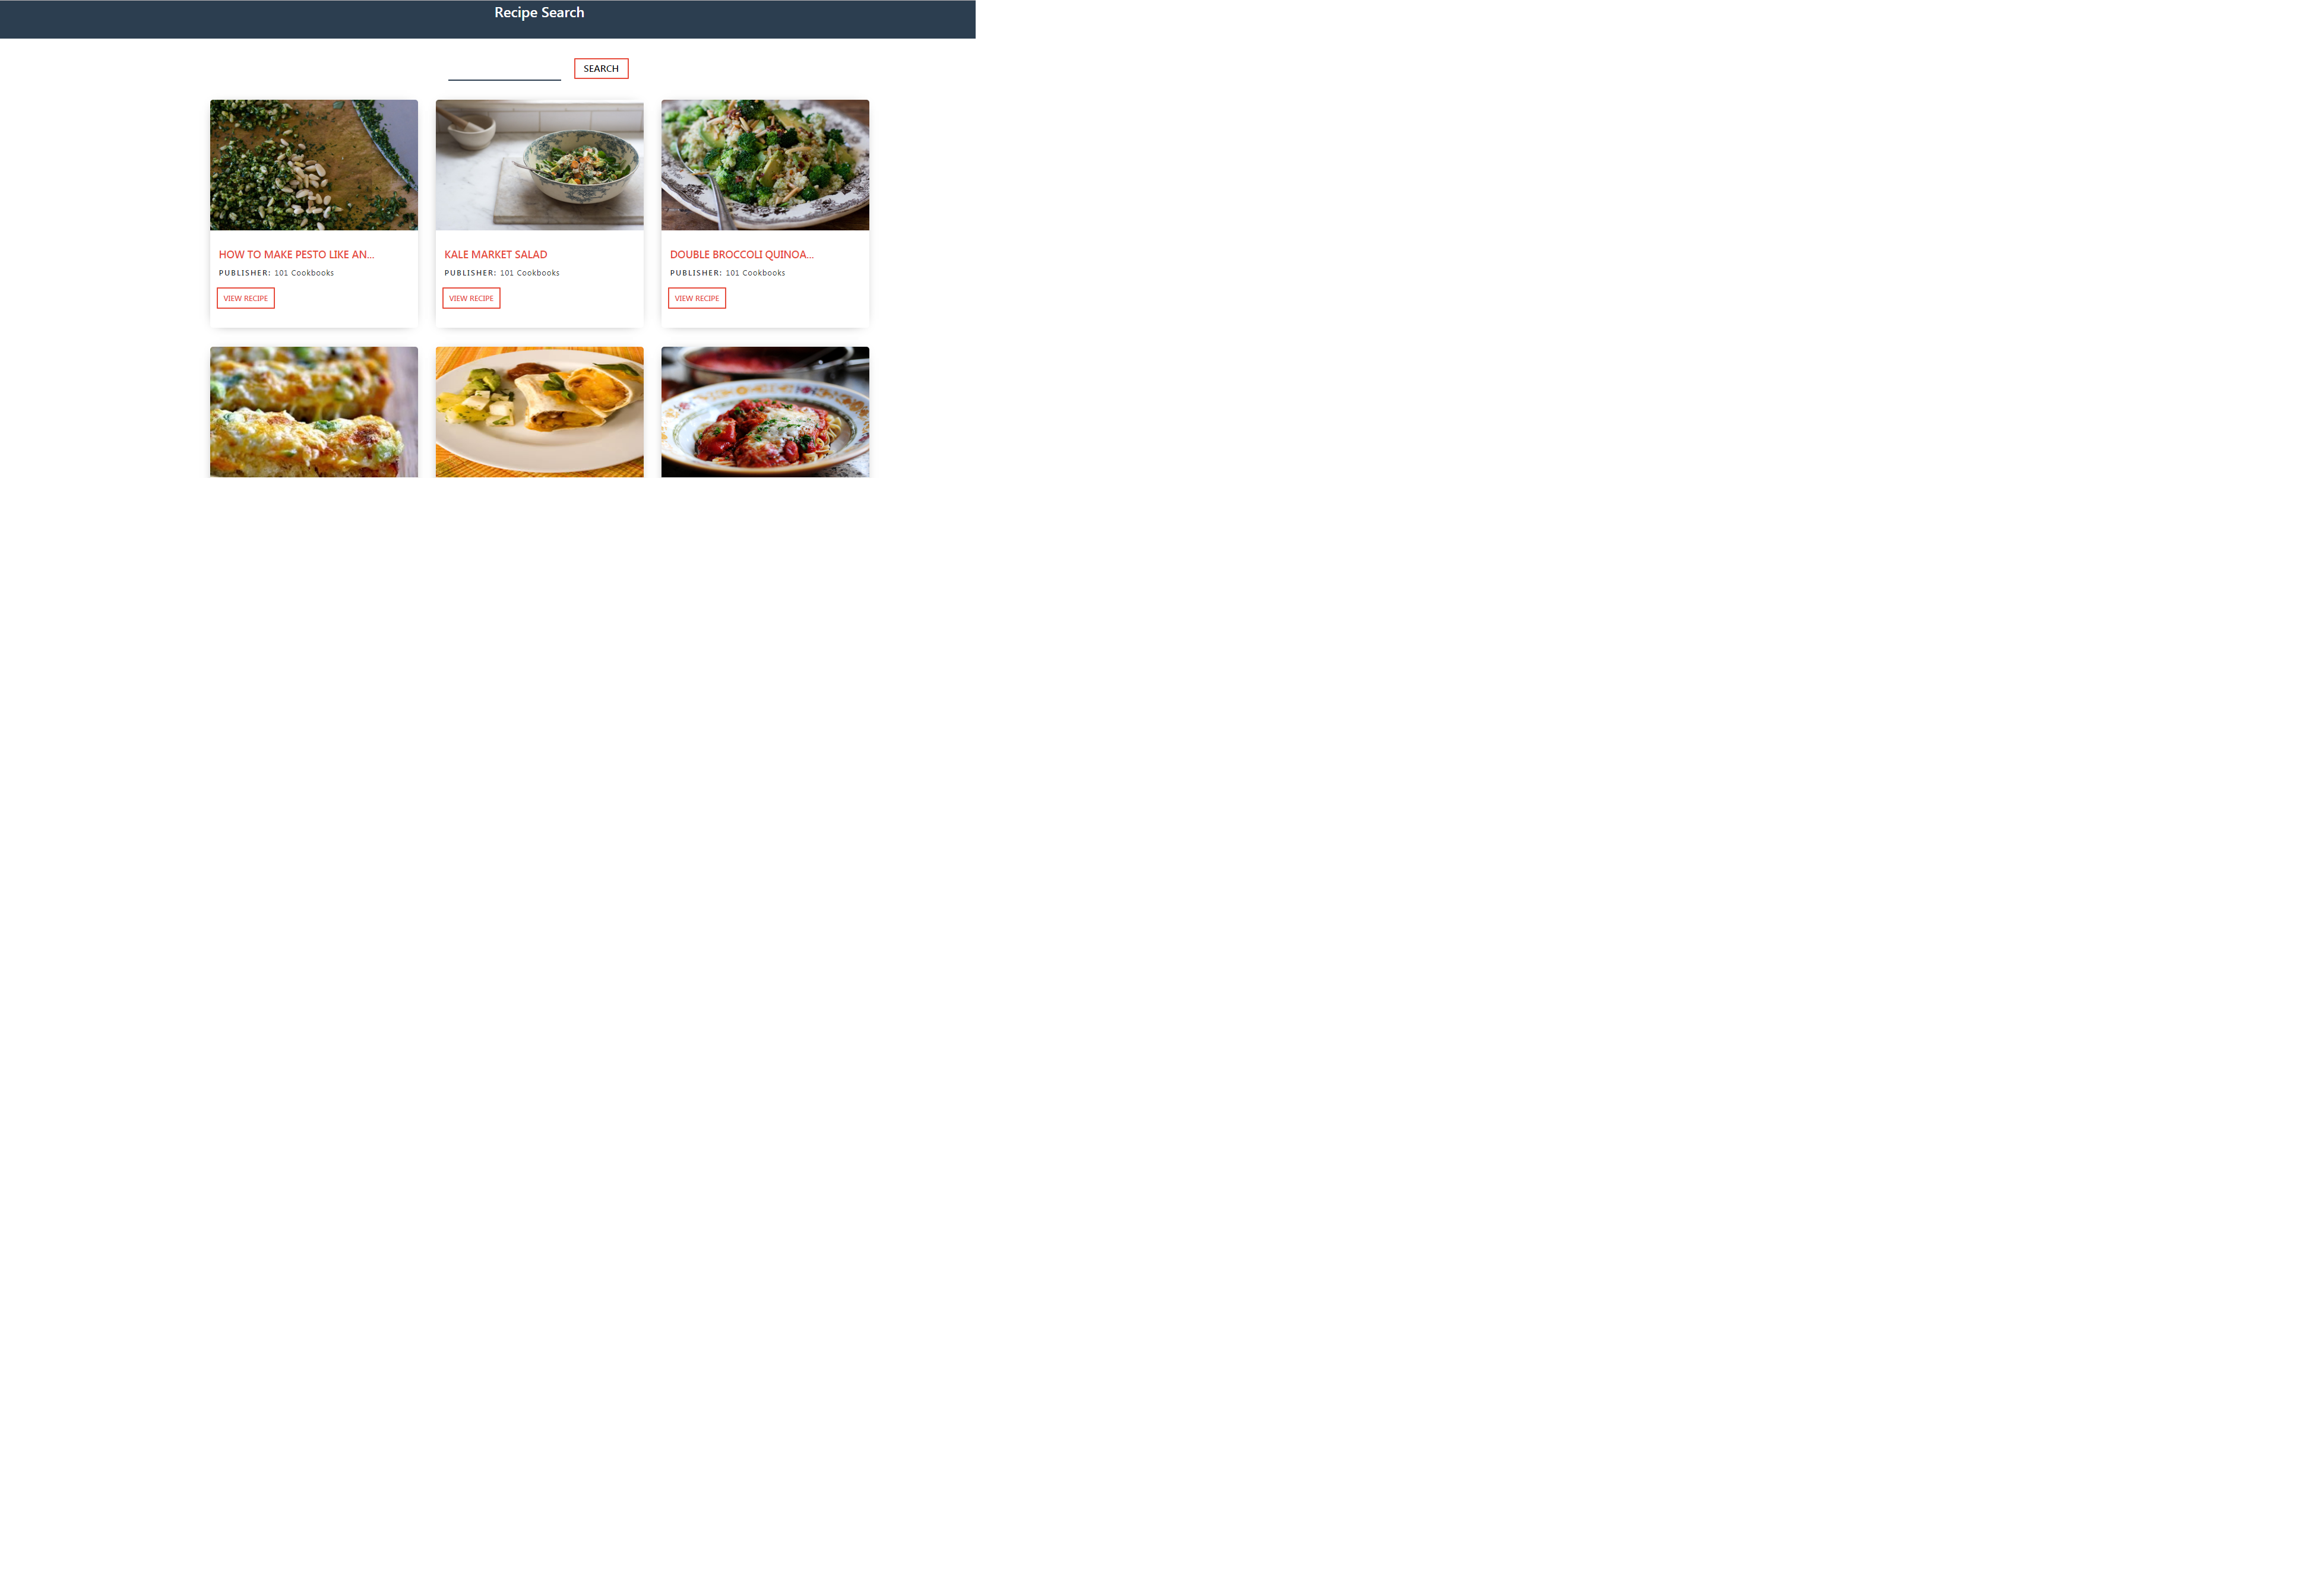 Recipe Search
SEARCH
HOW TO MAKE PESTO LIKE AN...
PUBLISHER: 101 Cookbooks
VIEW RECIPE
KALE MARKET SALAD
PUBLISHER: 101 Cookbooks
VIEW RECIPE
DOUBLE BROCCOLI QUINOA...
PUBLISHER: 101 Cookbooks
VIEW RECIPE